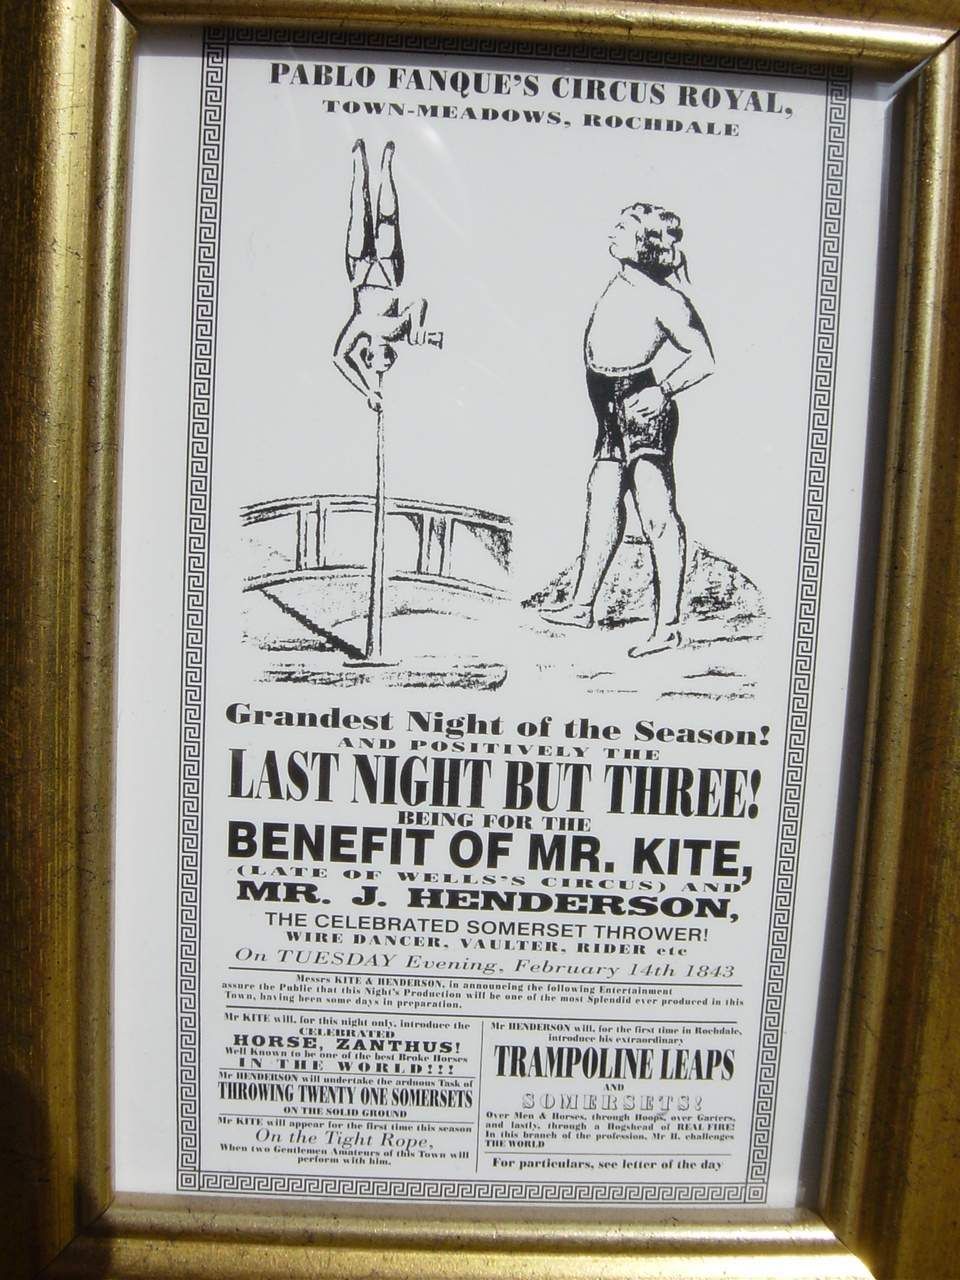 PABLO FANQUE'S CIRCUS ROYAL,
TOWN-MEADOWS, ROCHDALE
Grandest Night of the Season!
AND POSITIVELY THE
LAST NIGHT BUT THREE!
BEING FOR THE
BENEFIT OF MR. KITE,
(LATE OF WELLS'S CIRCUS) AND
MR. J. HENDERSON,
THE CELEBRATED SOMERSET THROWER!
WIRE DANCER, VAULTER, RIDER etc
On TUESDAY Evening, February 14th 1843
Messrs KITE & HENDERSON, in announcing the following Entertainment
assure the Public that this Night's Production will be one of the most Splendid ever produced in this
Town, having been some days in preparation.
Mr KITE will, for this night only, introduce the
CELEBRATED
HORSE, ZANTHUS!
Well Known to be one of the best Broke Horses
IN THE WORLD!!!
Mr HENDERSON will undertake the arduous Task of
THROWING TWENTY ONE SOMERSETS
ON THE SOLID GROUND
Mr KITE will appear for the first time this season
On the Tight Rope,
When two Gentlemen Amateurs of this Town will
perform with him.
Mr HENDERSON will, for the first time in Rochdale,
introduce his extraordinary
TRAMPOLINE LEAPS
AND
SOMERSETS!
Over Men & Horses, through Hoops, over Garters,
and lastly, through a Hogshead of REAL FIRE!
In this branch of the profession, Mr H. challenges
THE WORLD
For particulars, see letter of the day